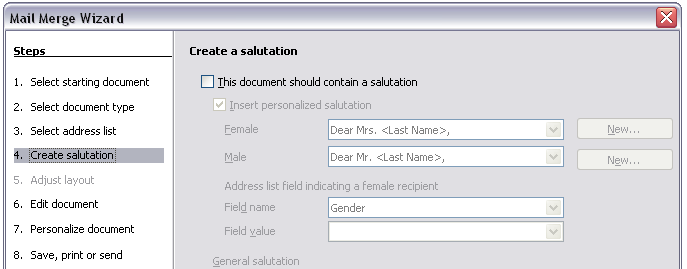 Mail Merge Wizard
Steps
1. Select starting document
2. Select document type
3. Select address list
4. Create salutation
5. Adjust layout
6. Edit document
7. Personalize document
8. Save, print or send
Create a salutation
This document should contain a salutation
Insert personalized salutation
Female Dear Mrs. <Last Name>, New...
Male Dear Mr. <Last Name>, New...
Address list field indicating a female recipient
Field name Gender
Field value
General salutation